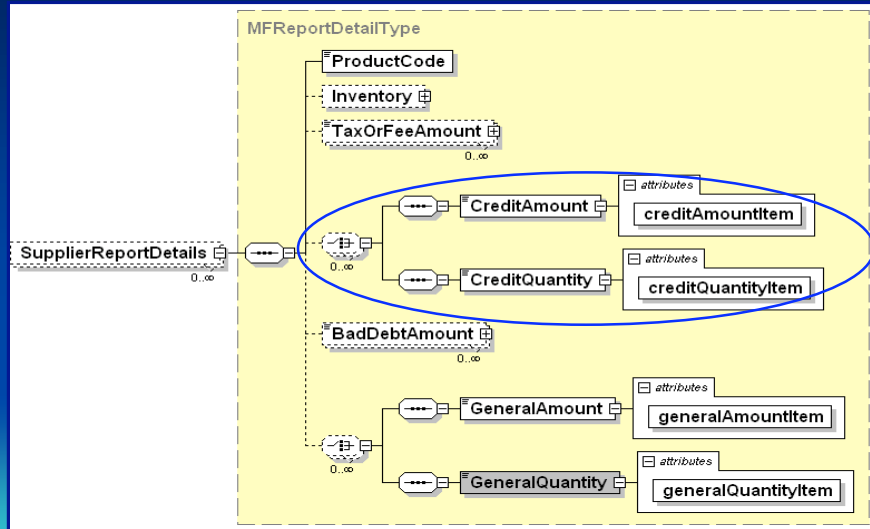 MFReportDetailType
ProductCode
Inventory
TaxOrFeeAmount
0..∞
attributes
CreditAmount
creditAmountItem
SupplierReportDetails
0..∞
0..∞
attributes
CreditQuantity
creditQuantityItem
BadDebtAmount
0..∞
attributes
GeneralAmount
generalAmountItem
0..∞
attributes
GeneralQuantity
generalQuantityItem